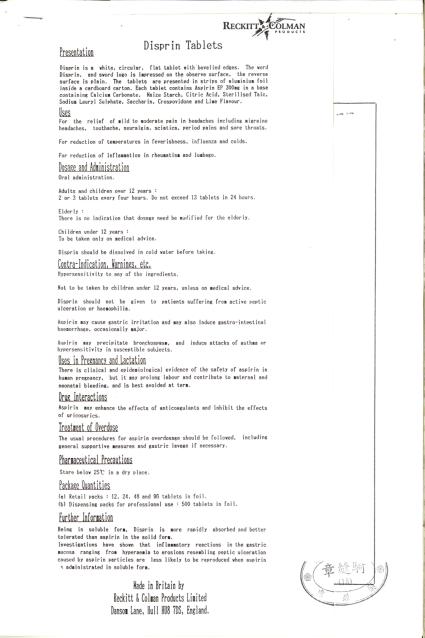 RECKITT & COLMAN
PRODUCTS
Disprin Tablets
Presentation
Disprin is a white, circular, flat tablet with bevelled edges. The word
Disprin, and sword logo is impressed on the obverse surface, the reverse
surface is plain. The tablets are presented in strips of aluminium foil
inside a cardboard carton. Each tablet contains Aspirin EP 300mg in a base
containing Calcium Carbonate, Maize Starch, Citric Acid, Sterilised Talc,
Sodium Lauryl Sulphate, Saccharin, Crospovidone and Lime Flavour.
Uses
For the relief of mild to moderate pain in headaches including migraine
headaches, toothache, neuralgia, sciatica, period pains and sore throats.
For reduction of temperatures in feverishness, influenza and colds.
For reduction of inflammation in rheumatism and lumbago.
Dosage and Administration
Oral administration.
Adults and children over 12 years :
2 or 3 tablets every four hours. Do not exceed 13 tablets in 24 hours.
Elderly :
There is no indication that dosage need be modified for the elderly.
Children under 12 years :
To be taken only on medical advice.
Disprin should be dissolved in cold water before taking.
Contra-Indication, Warnings, etc.
Hypersensitivity to any of the ingredients.
Not to be taken by children under 12 years, unless on medical advice.
Disprin should not be given to patients suffering from active peptic
ulceration or haemophilia.
Aspirin may cause gastric irritation and may also induce gastro-intestinal
haemorrhage, occasionally major.
Aspirin may precipitate bronchospasm, and induce attacks of asthma or
hypersensitivity in susceptible subjects.
Uses in Pregnancy and Lactation
There is clinical and epidemiological evidence of the safety of aspirin in
human pregnancy, but it may prolong labour and contribute to maternal and
neonatal bleeding, and is best avoided at term.
Drug Interactions
Aspirin may enhance the effects of anticoagulants and inhibit the effects
of uricosurics.
Treatment of Overdose
The usual procedures for aspirin overdosage should be followed, including
general supportive measures and gastric lavage if necessary.
Pharmaceutical Precautions
Store below 25℃ in a dry place.
Package Quantities
(a) Retail packs : 12, 24, 48 and 96 tablets in foil.
(b) Dispensing packs for professional use : 500 tablets in foil.
Further Information
Being in soluble form, Disprin is more rapidly absorbed and better
tolerated than aspirin in the solid form.
Investigations have shown that inflammatory reactions in the gastric
mucosa ranging from hyperaemia to erosions resembling peptic ulceration
caused by aspirin particles are less likely to be reproduced when aspirin
is administered in soluble form.
Made in Britain by
Reckitt & Colman Products Limited
Dansom Lane, Hull HU8 7DS, England.
章縫騎
(18)